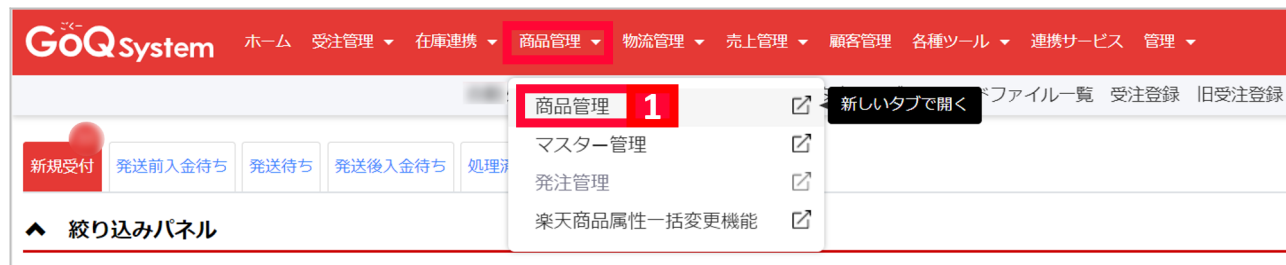 ごくー
GoQ System ホーム 受注管理 在庫連携 商品管理 物流管理 売上管理 顧客管理 各種ツール 連携サービス 管理
ドファイル一覧 受注登録 旧受注登録
商品管理 1 新しいタブで開く
マスター管理
発注管理
楽天商品属性一括変更機能
新規受付 発送前入金待ち 発送待ち 発送後入金待ち 処理済
絞り込みパネル